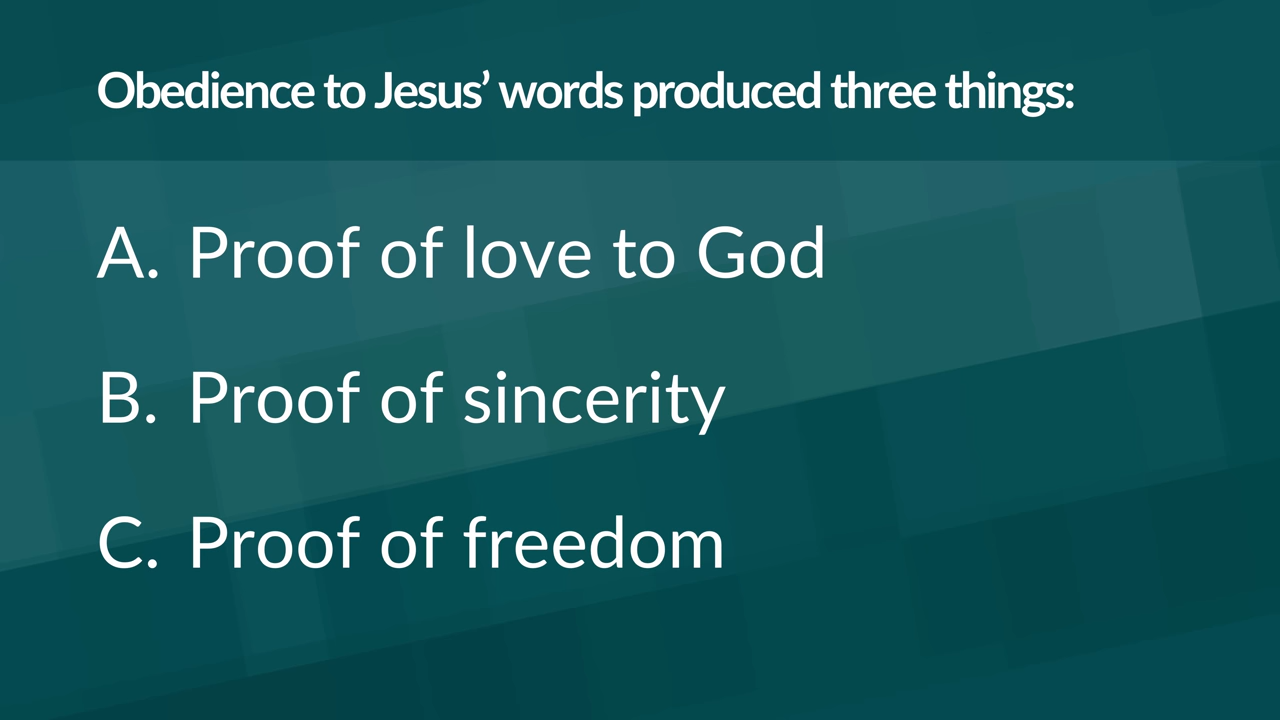 Obedience to Jesus’ words produced three things:
A. Proof of love to God
B. Proof of sincerity
C. Proof of freedom